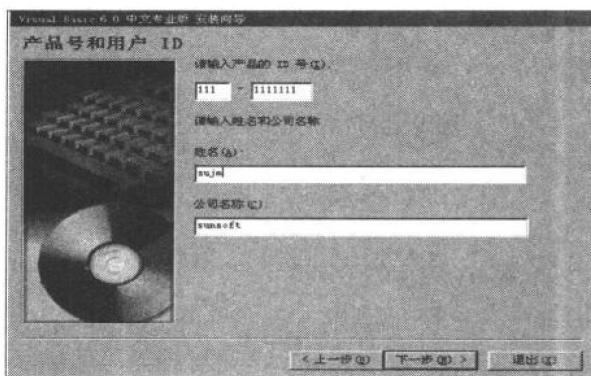 Visual Basic 6.0 中文专业版 安装向导
产品号和用户 ID
请输入产品的 ID 号(I):
111 - 1111111
请输入姓名和公司名称
姓名(A):
sujm
公司名称(C)
sunsoft
<上一步(B) 下一步(N) > 退出(X)